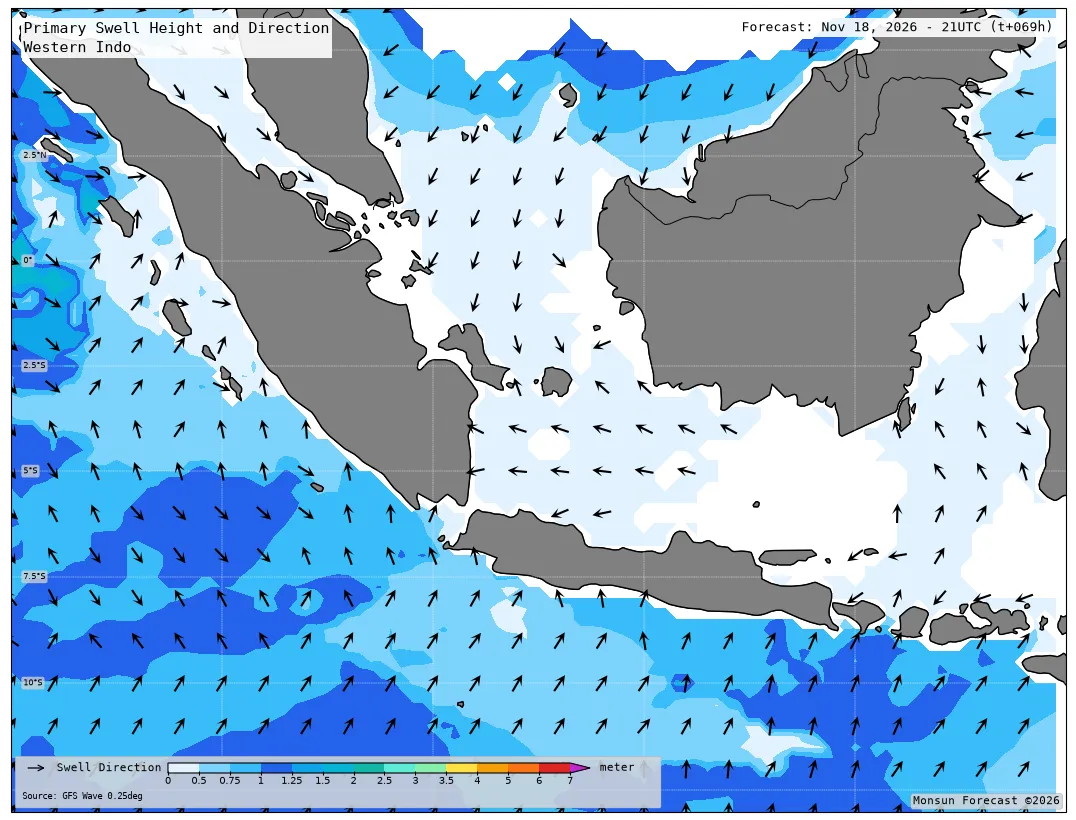 Primary Swell Height and Direction
Western Indo
Forecast: Nov 18, 2026 - 21UTC (t+069h)
2.5°N
0°
2.5°S
5°S
7.5°S
10°S
Swell Direction
0 0.5 0.75 1 1.25 1.5 2 2.5 3 3.5 4 5 6 7
meter
Source: GFS Wave 0.25deg
Monsun Forecast ©2026